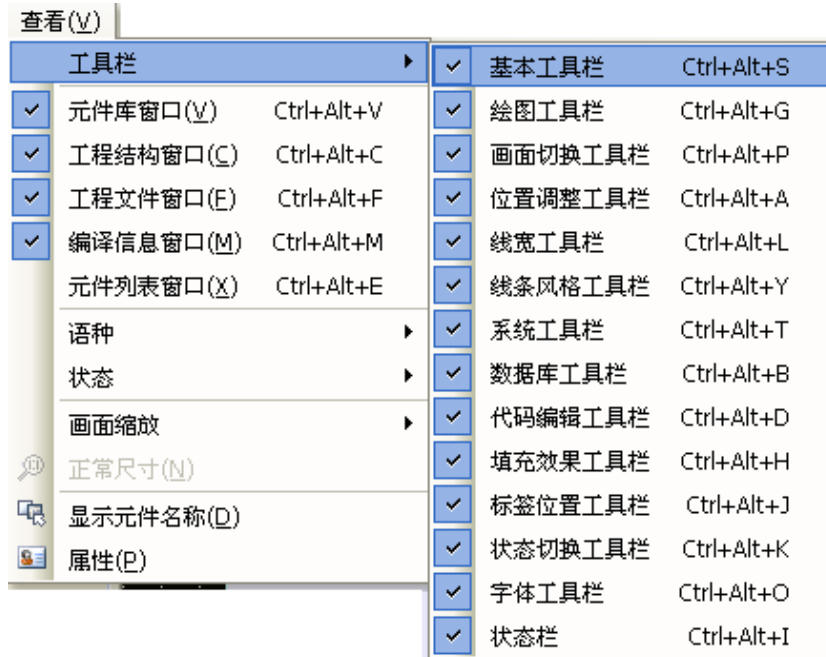 查看(V)
工具栏
元件库窗口(V) Ctrl+Alt+V
工程结构窗口(C) Ctrl+Alt+C
工程文件窗口(F) Ctrl+Alt+F
编译信息窗口(M) Ctrl+Alt+M
元件列表窗口(X) Ctrl+Alt+E
语种
状态
画面缩放
正常尺寸(N)
显示元件名称(D)
属性(P)
基本工具栏 Ctrl+Alt+S
绘图工具栏 Ctrl+Alt+G
画面切换工具栏 Ctrl+Alt+P
位置调整工具栏 Ctrl+Alt+A
线宽工具栏 Ctrl+Alt+L
线条风格工具栏 Ctrl+Alt+Y
系统工具栏 Ctrl+Alt+T
数据库工具栏 Ctrl+Alt+B
代码编辑工具栏 Ctrl+Alt+D
填充效果工具栏 Ctrl+Alt+H
标签位置工具栏 Ctrl+Alt+J
状态切换工具栏 Ctrl+Alt+K
字体工具栏 Ctrl+Alt+O
状态栏 Ctrl+Alt+I